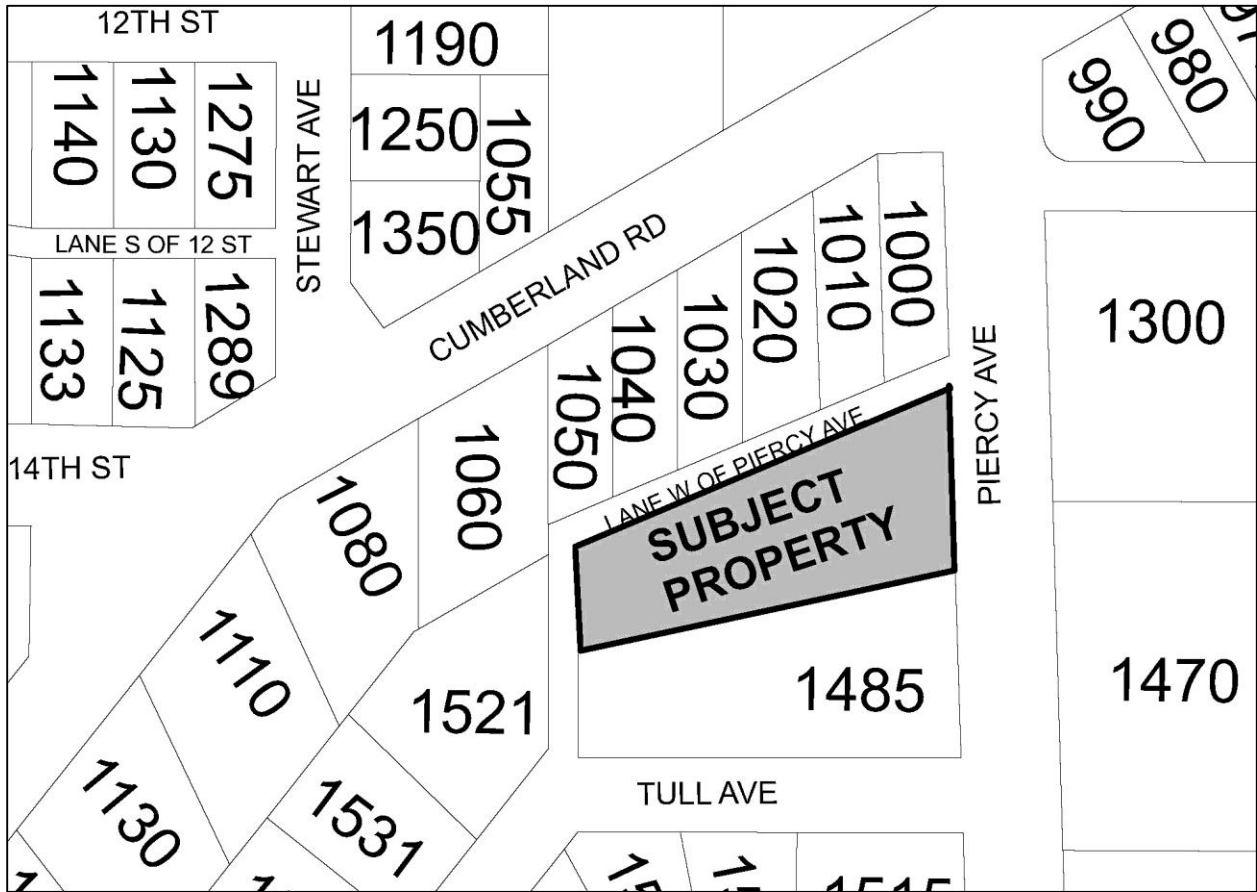 12TH ST
1190
980
990
1140
1130
1275
STEWART AVE
1250
1055
1350
LANE S OF 12 ST
CUMBERLAND RD
1000
1010
1020
1030
1040
1050
1060
1133
1125
1289
1300
PIERCY AVE
14TH ST
LANE W OF PIERCY AVE
SUBJECT
PROPERTY
1080
1110
1521
1485
1470
1130
1531
TULL AVE
1515